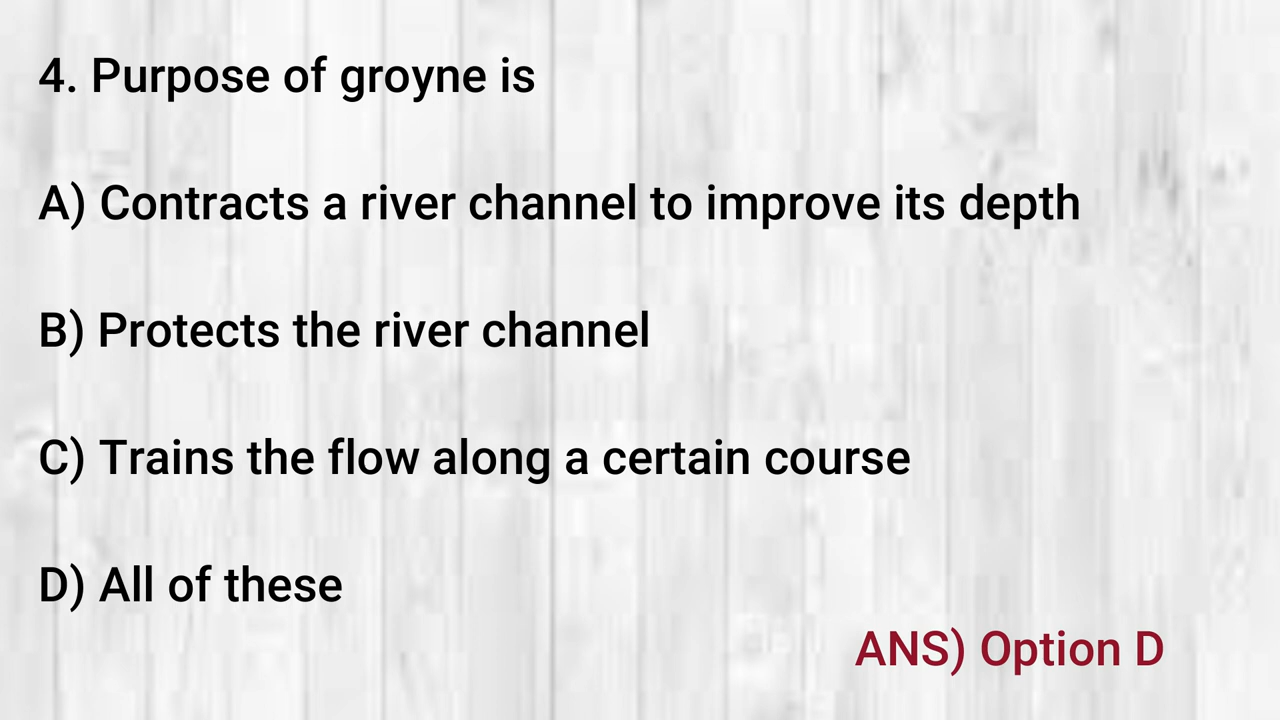 4. Purpose of groyne is
A) Contracts a river channel to improve its depth
B) Protects the river channel
C) Trains the flow along a certain course
D) All of these
ANS) Option D